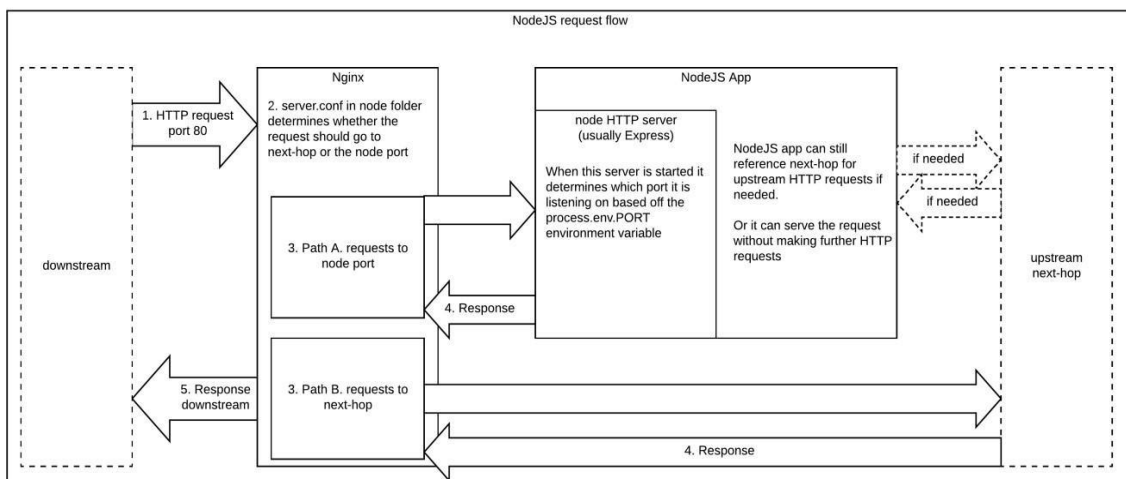 NodeJS request flow
downstream
1. HTTP request
port 80
Nginx
2. server.conf in node folder
determines whether the
request should go to
next-hop or the node port
3. Path A. requests to
node port
4. Response
3. Path B. requests to
next-hop
5. Response
downstream
NodeJS App
node HTTP server
(usually Express)
When this server is started it
determines which port it is
listening on based off the
process.env.PORT
environment variable
NodeJS app can still
reference next-hop for
upstream HTTP requests if
needed.
Or it can serve the request
without making further HTTP
requests
if needed
if needed
upstream
next-hop
4. Response